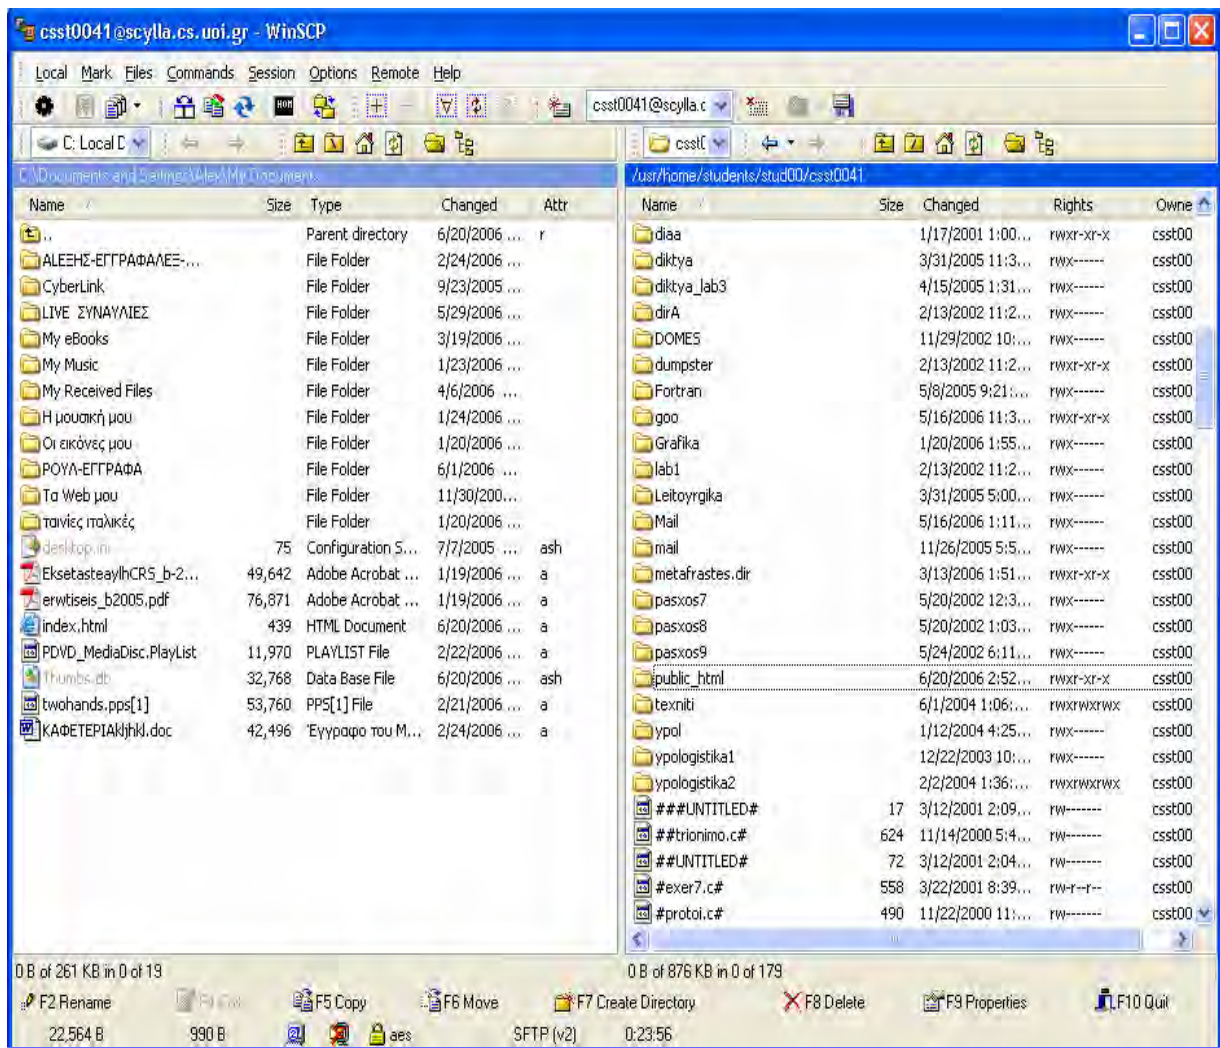 csst0041@scylla.cs.uoi.gr - WinSCP
Local Mark Files Commands Session Options Remote Help
csst0041@scylla.c
C: Local D
csst0
C:\Documents and Settings\Alex\My Documents
/usr/home/students/stud00/csst0041
Name Size Type Changed Attr
Name Size Changed Rights Owne
.. Parent directory 6/20/2006 ... r
diaa 1/17/2001 1:00... rwxr-xr-x csst00
ΑLΕΞΗΣ-ΕΓΓΡΑΦΑΛΕΞ-... File Folder 2/24/2006 ...
diktya 3/31/2005 11:3... rwx------ csst00
CyberLink File Folder 9/23/2005 ...
diktya_lab3 4/15/2005 1:31... rwx------ csst00
LIVE ΣΥΝΑΥΛΙΕΣ File Folder 5/29/2006 ...
dirA 2/13/2002 11:2... rwx------ csst00
My eBooks File Folder 3/19/2006 ...
DOMES 11/29/2002 10:... rwx------ csst00
My Music File Folder 1/23/2006 ...
dumpster 2/13/2002 11:2... rwxr-xr-x csst00
My Received Files File Folder 4/6/2006 ...
Fortran 5/8/2005 9:21:... rwx------ csst00
Η μουσική μου File Folder 1/24/2006 ...
goo 5/16/2006 11:3... rwxr-xr-x csst00
Οι εικόνες μου File Folder 1/20/2006 ...
Grafika 1/20/2006 1:55... rwx------ csst00
ΡΟΥΛ-ΕΓΓΡΑΦΑ File Folder 6/1/2006 ...
lab1 2/13/2002 11:2... rwx------ csst00
Τα Web μου File Folder 11/30/200...
Leitoyrgika 3/31/2005 5:00... rwx------ csst00
ταινίες ιταλικές File Folder 1/20/2006 ...
Mail 5/16/2006 1:11... rwx------ csst00
desktop.ini 75 Configuration S... 7/7/2005 ... ash
mail 11/26/2005 5:5... rwx------ csst00
EksetasteaylhCRS_b-2... 49,642 Adobe Acrobat ... 1/19/2006 ... a
metafrastes.dir 3/13/2006 1:51... rwxr-xr-x csst00
erwtiseis_b2005.pdf 76,871 Adobe Acrobat ... 1/19/2006 ... a
pasxos7 5/20/2002 12:3... rwx------ csst00
index.html 439 HTML Document 6/20/2006 ... a
pasxos8 5/20/2002 1:03... rwx------ csst00
PDVD_MediaDisc.PlayList 11,970 PLAYLIST File 2/22/2006 ... a
pasxos9 5/24/2002 6:11... rwx------ csst00
Thumbs.db 32,768 Data Base File 6/20/2006 ... ash
public_html 6/20/2006 2:52... rwxr-xr-x csst00
twohands.pps[1] 53,760 PPS[1] File 2/21/2006 ... a
texniti 6/1/2004 1:06:... rwxrwxrwx csst00
ΚΑΦΕΤΕΡΙΑkljhkl.doc 42,496 Έγγραφο του M... 2/24/2006 ... a
ypol 1/12/2004 4:25... rwx------ csst00
ypologistika1 12/22/2003 10:... rwx------ csst00
ypologistika2 2/2/2004 1:36:... rwxrwxrwx csst00
###UNTITLED# 17 3/12/2001 2:09... rw------- csst00
##trionimo.c# 624 11/14/2000 5:4... rw------- csst00
##UNTITLED# 72 3/12/2001 2:04... rw------- csst00
#exer7.c# 558 3/22/2001 8:39... rw-r--r-- csst00
#protoi.c# 490 11/22/2000 11:... rw------- csst00
0 B of 261 KB in 0 of 19
0 B of 876 KB in 0 of 179
F2 Rename F4 Edit F5 Copy F6 Move F7 Create Directory F8 Delete F9 Properties F10 Quit
22,564 B 990 B aes SFTP (v2) 0:23:56